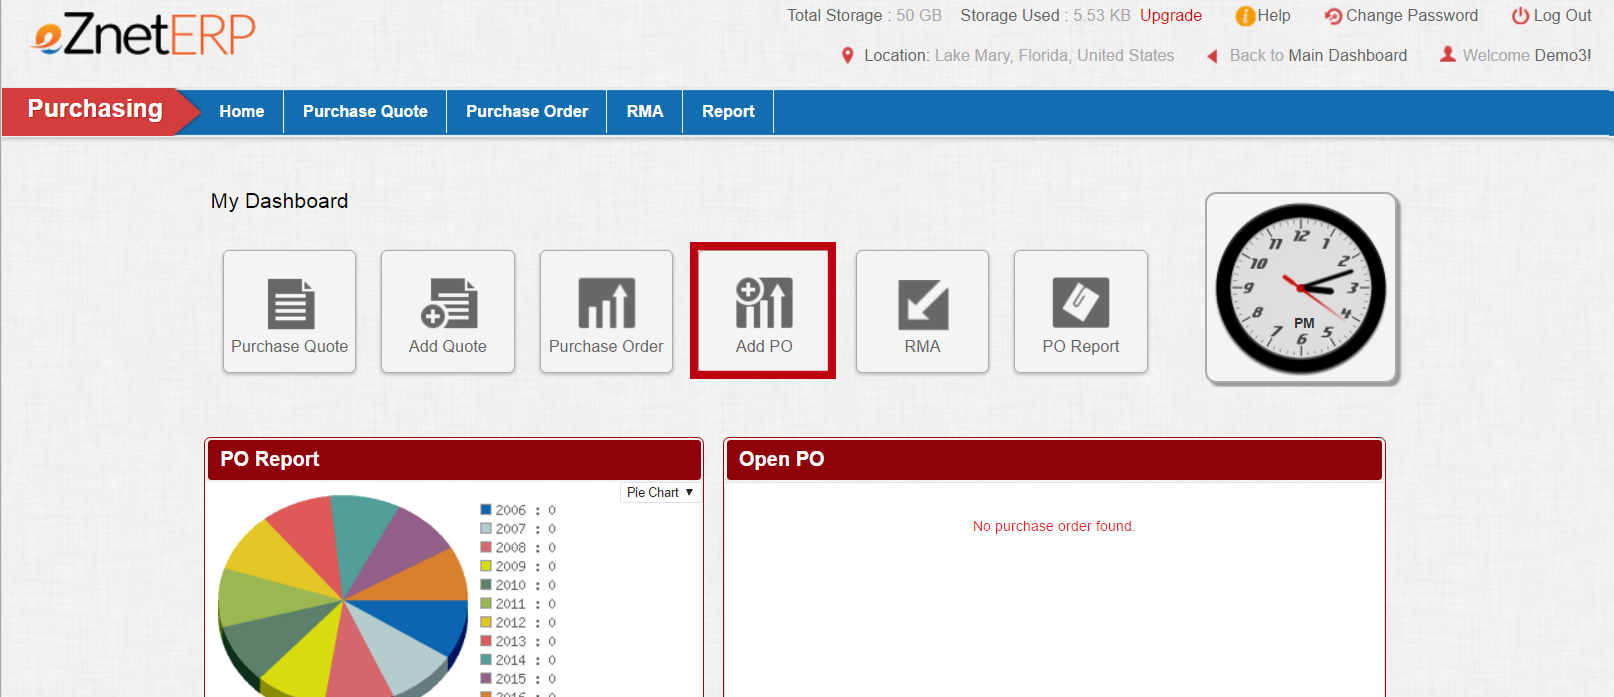 eZnetERP
Total Storage : 50 GB Storage Used : 5.53 KB Upgrade Help Change Password Log Out
Location: Lake Mary, Florida, United States Back to Main Dashboard Welcome Demo3!
Purchasing Home Purchase Quote Purchase Order RMA Report
My Dashboard
12
11 1
10 2
9 3
8 4
PM
7 5
6
Purchase Quote Add Quote Purchase Order Add PO RMA PO Report
PO Report
Pie Chart ▼
2006 : 0
2007 : 0
2008 : 0
2009 : 0
2010 : 0
2011 : 0
2012 : 0
2013 : 0
2014 : 0
2015 : 0
2016 : 0
Open PO
No purchase order found.